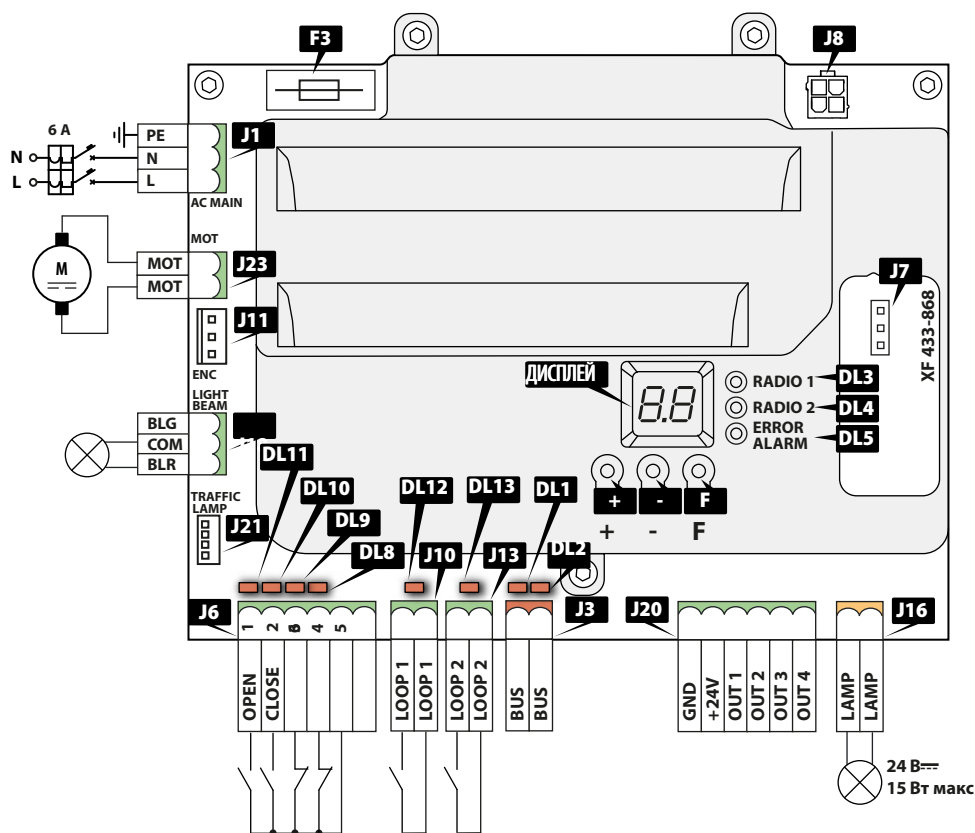 F3
J8
6 A
PE
J1
N
N
L
L
AC MAIN
MOT
MOT
J23
M
MOT
J7
J11
XF 433-868
ENC
ДИСПЛЕЙ
8.8
RADIO 1
DL3
LIGHT
BEAM
RADIO 2
DL4
BLG
ERROR
ALARM
DL5
COM
BLR
DL11
DL10
DL12
DL13
DL1
+
-
F
TRAFFIC
LAMP
J21
DL9
+
-
F
DL8
J10
J13
DL2
J6
J3
J20
J16
1
2
4
5
OPEN
CLOSE
LOOP 1
LOOP 1
LOOP 2
LOOP 2
BUS
BUS
GND
+24V
OUT 1
OUT 2
OUT 3
OUT 4
LAMP
LAMP
24 В
15 Вт макс